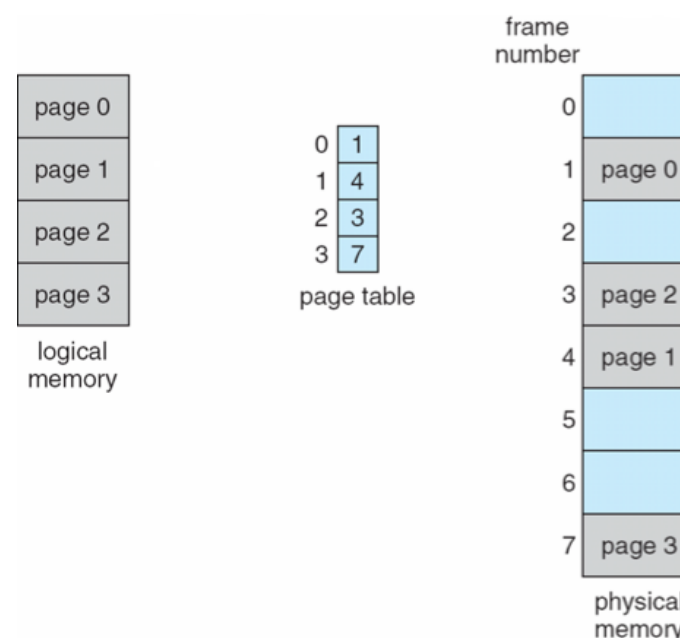 page 0
page 1
page 2
page 3
logical
memory
0 1
1 4
2 3
3 7
page table
frame
number
0
1 page 0
2
3 page 2
4 page 1
5
6
7 page 3
physical
memory